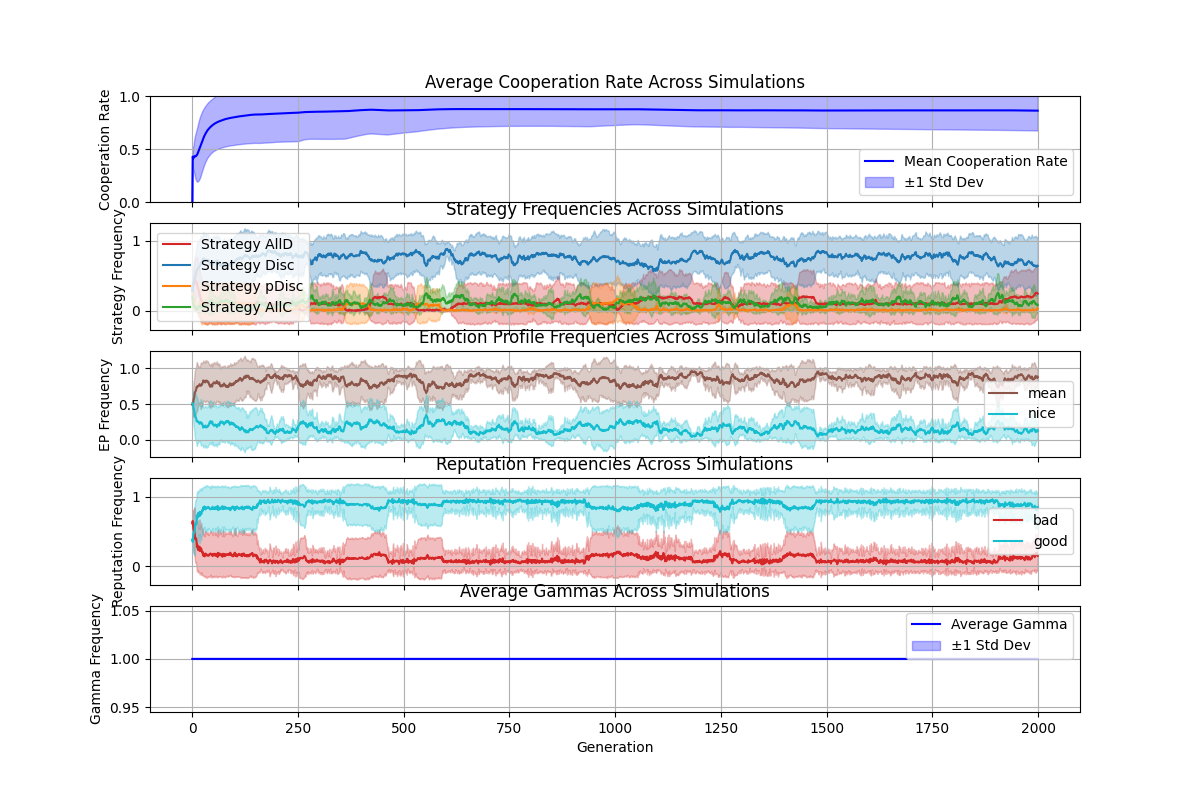 Average Cooperation Rate Across Simulations
Cooperation Rate
1.0
0.5
0.0
Mean Cooperation Rate
±1 Std Dev
Strategy Frequencies Across Simulations
Strategy Frequency
1
0
Strategy AllD
Strategy Disc
Strategy pDisc
Strategy AllC
Emotion Profile Frequencies Across Simulations
EP Frequency
1.0
0.5
0.0
mean
nice
Reputation Frequencies Across Simulations
Reputation Frequency
1
0
bad
good
Average Gammas Across Simulations
Gamma Frequency
1.05
1.00
0.95
Average Gamma
±1 Std Dev
0 250 500 750 1000 1250 1500 1750 2000
Generation